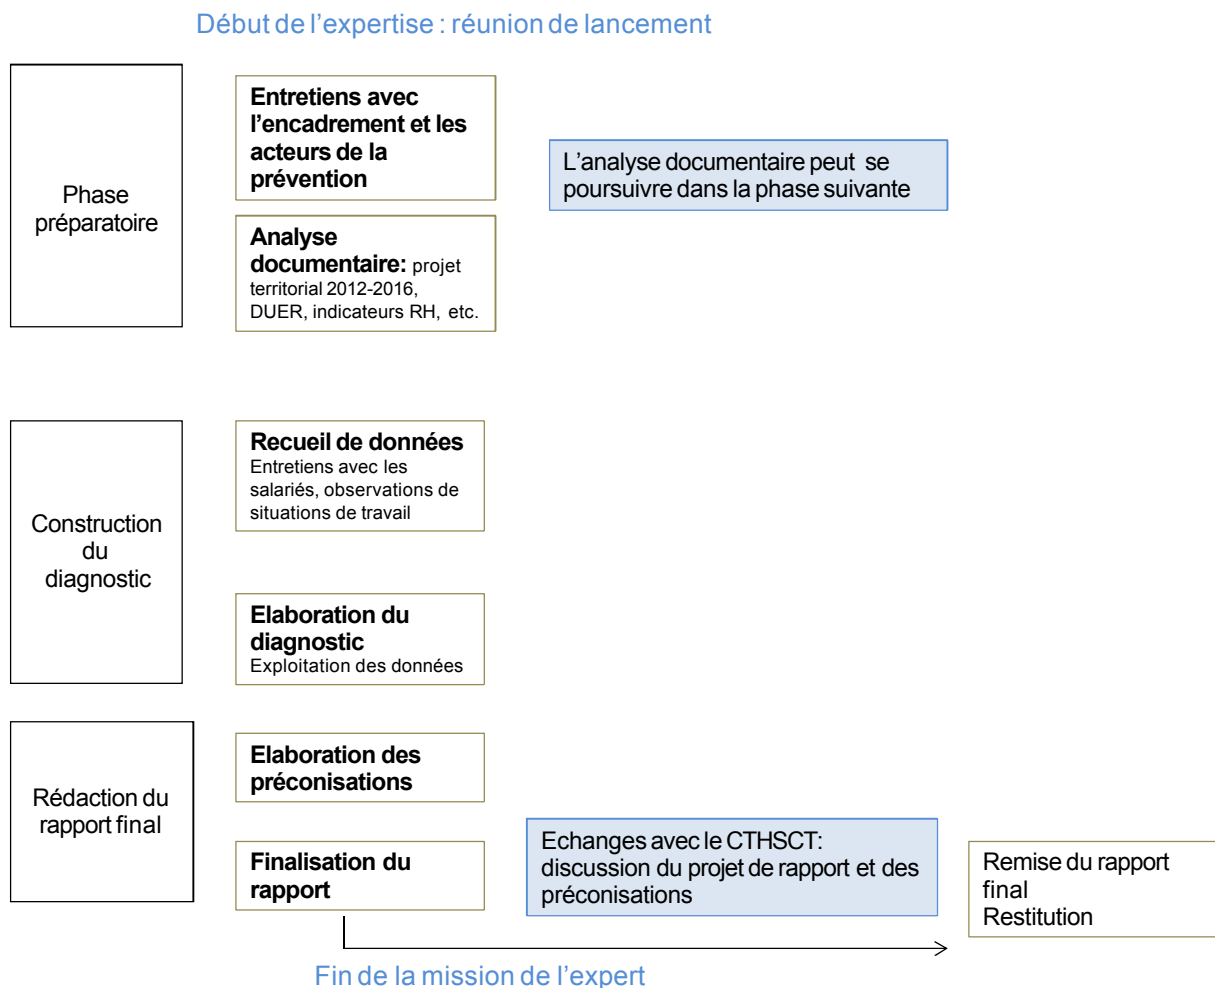 Début de l'expertise : réunion de lancement
Phase
préparatoire
Entretiens avec
l'encadrement et les
acteurs de la
prévention
L'analyse documentaire peut se
poursuivre dans la phase suivante
Analyse
documentaire: projet
territorial 2012-2016,
DUER, indicateurs RH, etc.
Construction
du
diagnostic
Recueil de données
Entretiens avec les
salariés, observations de
situations de travail
Elaboration du
diagnostic
Exploitation des données
Rédaction du
rapport final
Elaboration des
préconisations
Finalisation du
rapport
Echanges avec le CTHSCT:
discussion du projet de rapport et des
préconisations
Remise du rapport
final
Restitution
Fin de la mission de l'expert